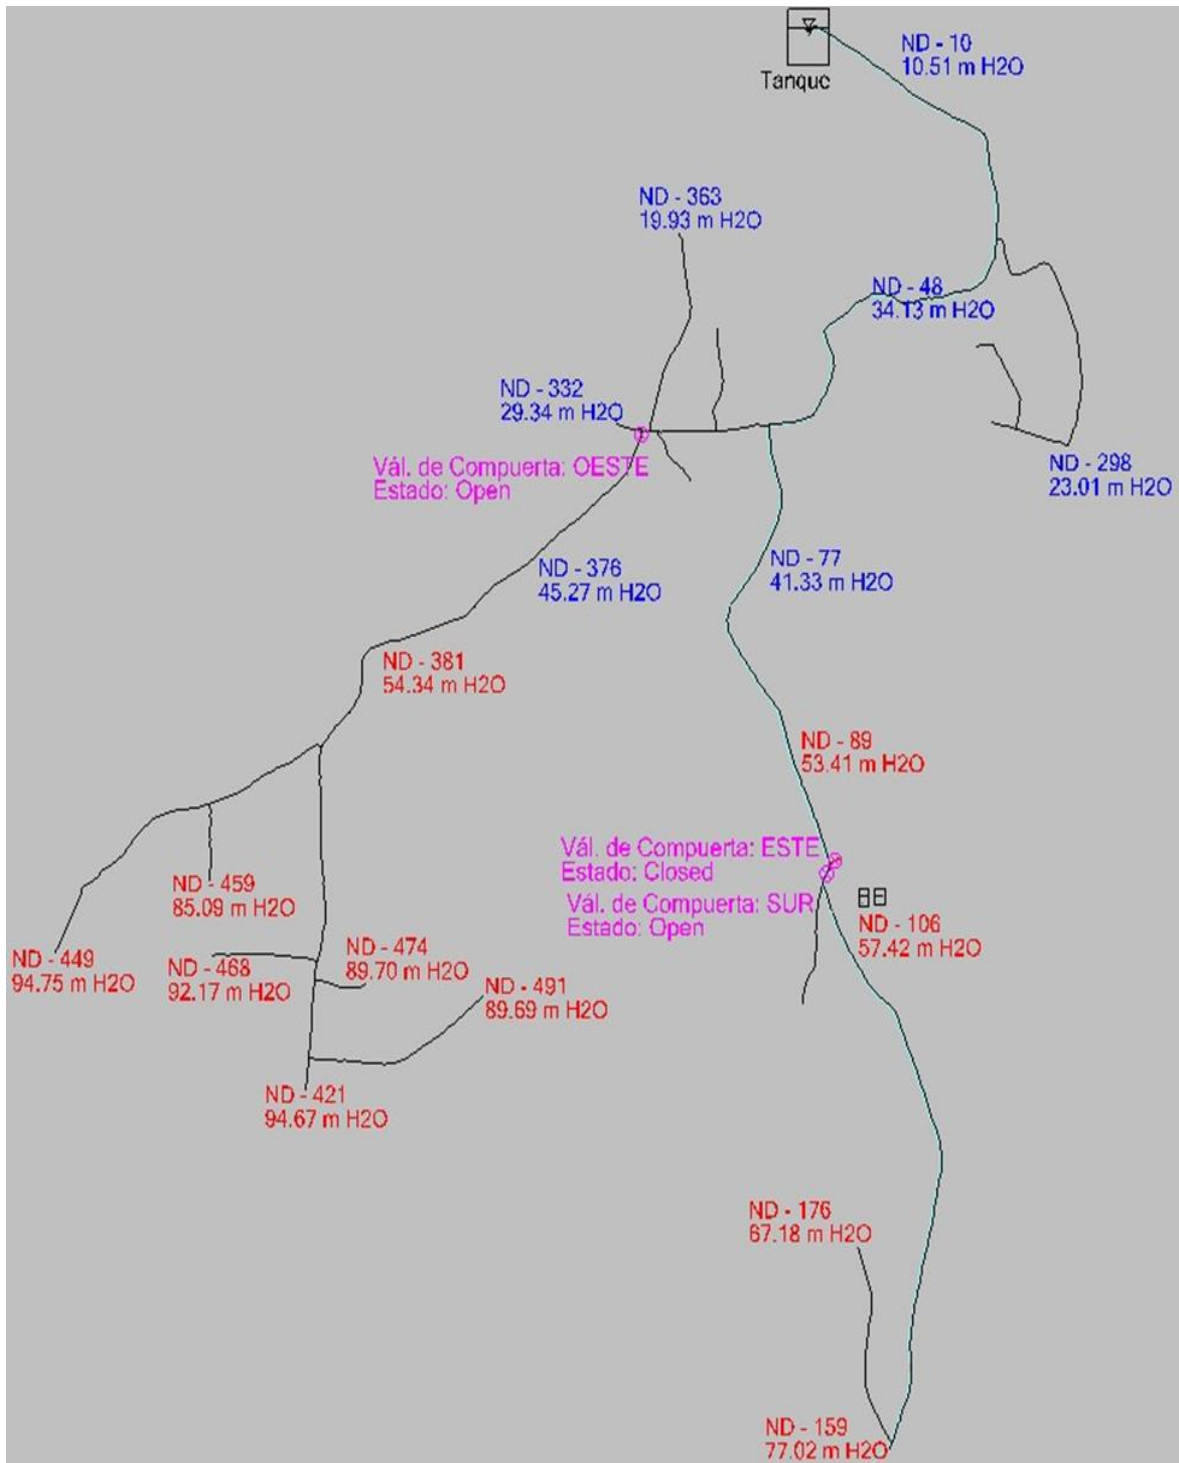 ND - 10
10.51 m H2O
Tanque
ND - 363
19.93 m H2O
ND - 48
34.13 m H2O
ND - 332
29.34 m H2O
Vál. de Compuerta: OESTE
Estado: Open
ND - 298
23.01 m H2O
ND - 376
45.27 m H2O
ND - 77
41.33 m H2O
ND - 381
54.34 m H2O
ND - 89
53.41 m H2O
Vál. de Compuerta: ESTE
Estado: Closed
Vál. de Compuerta: SUR
Estado: Open
ND - 106
57.42 m H2O
ND - 459
85.09 m H2O
ND - 449
94.75 m H2O
ND - 468
92.17 m H2O
ND - 474
89.70 m H2O
ND - 491
89.69 m H2O
ND - 421
94.67 m H2O
ND - 176
67.18 m H2O
ND - 159
77.02 m H2O